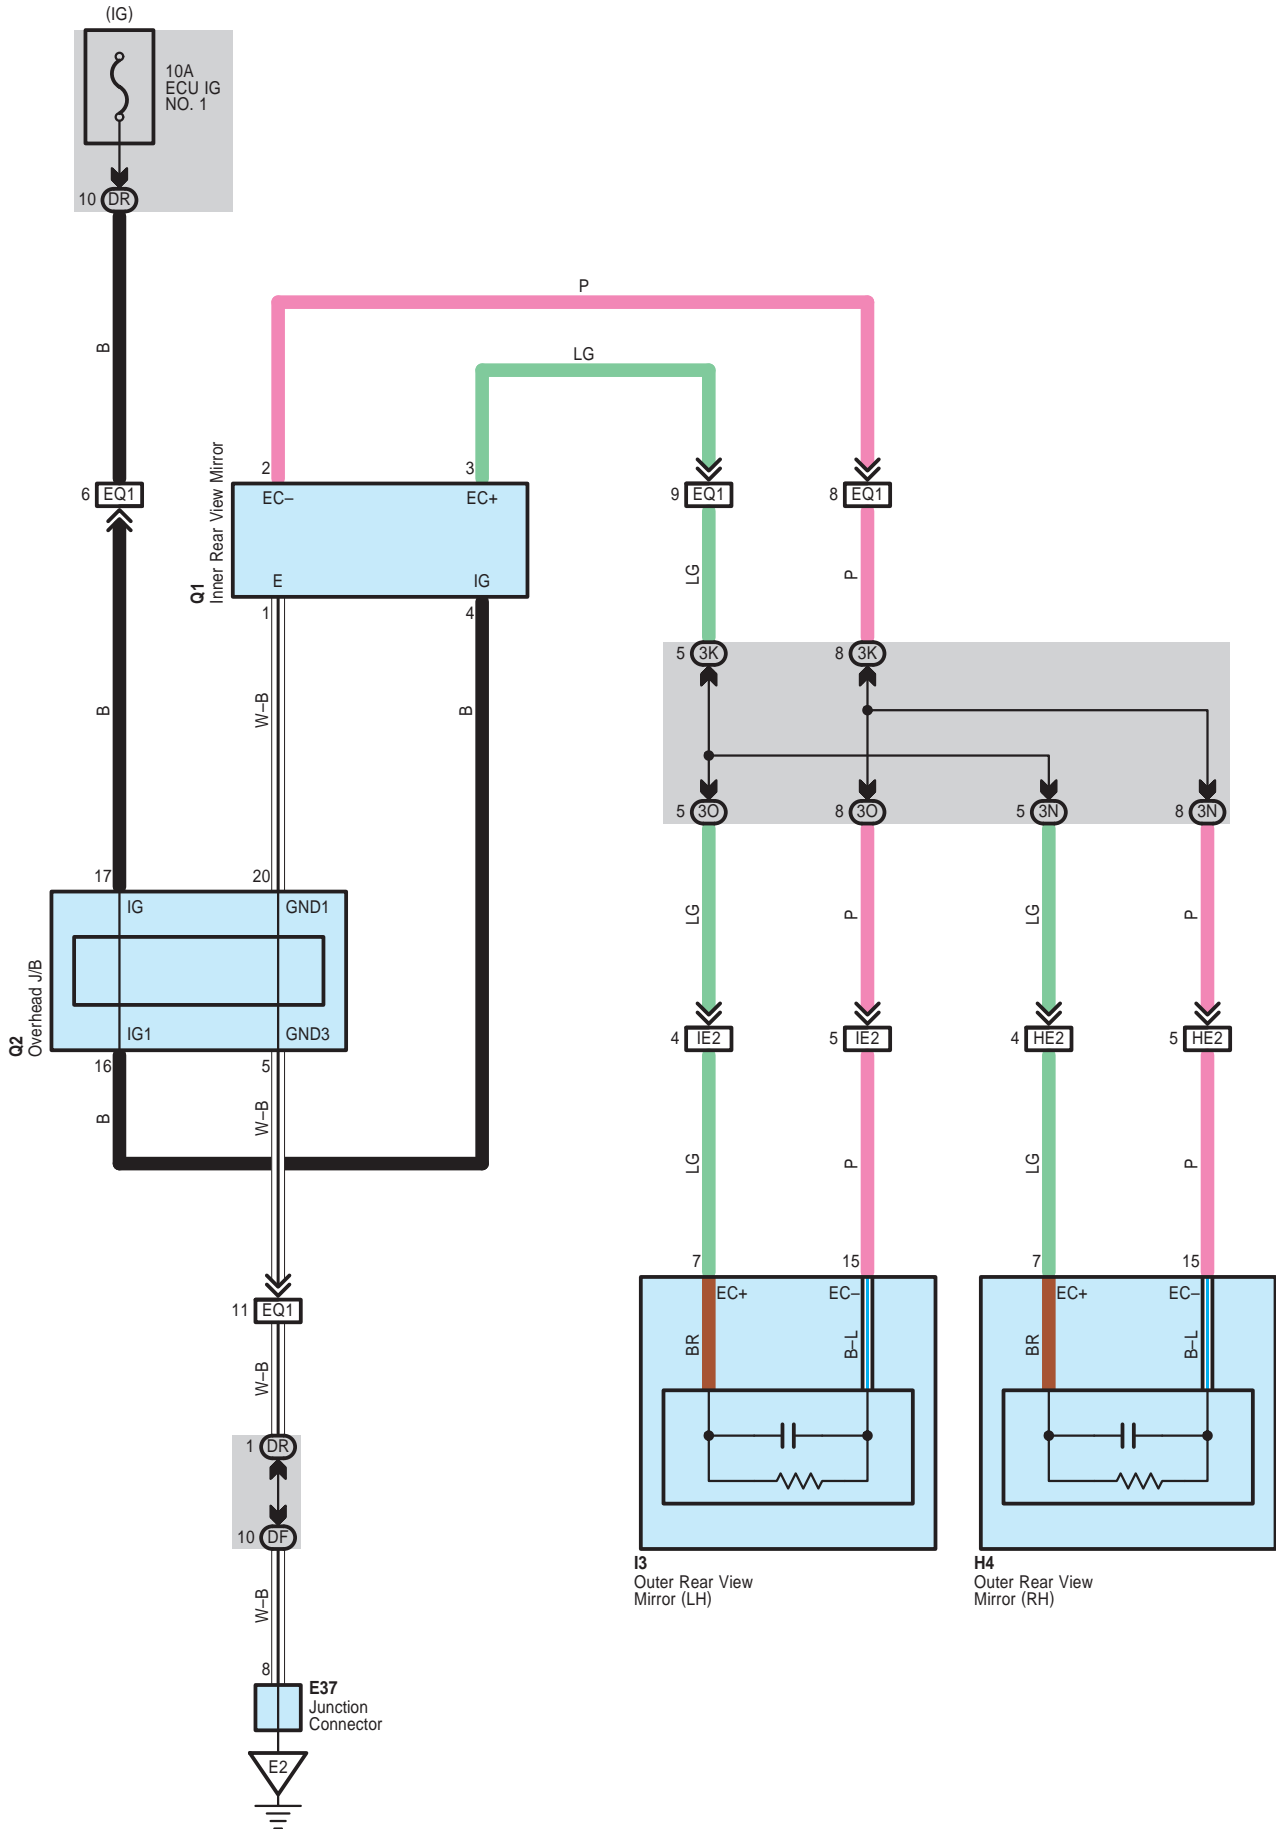 (IG)
10A
ECU IG
NO. 1
10 DR
B
P
LG
6 EQ1
2
3
EC–
EC+
E
IG
Q1
Inner Rear View Mirror
1
4
9 EQ1
8 EQ1
LG
P
5 3K
8 3K
B
W–B
B
5 3O
8 3O
5 3N
8 3N
17
20
IG
GND1
IG1
GND3
Q2
Overhead J/B
16
5
LG
P
LG
P
4 IE2
5 IE2
4 HE2
5 HE2
B
W–B
LG
P
LG
P
7
15
7
15
EC+
EC–
EC+
EC–
BR
B–L
BR
B–L
11 EQ1
W–B
1 DR
10 DF
W–B
I3
Outer Rear View
Mirror (LH)
H4
Outer Rear View
Mirror (RH)
8
E37
Junction
Connector
E2